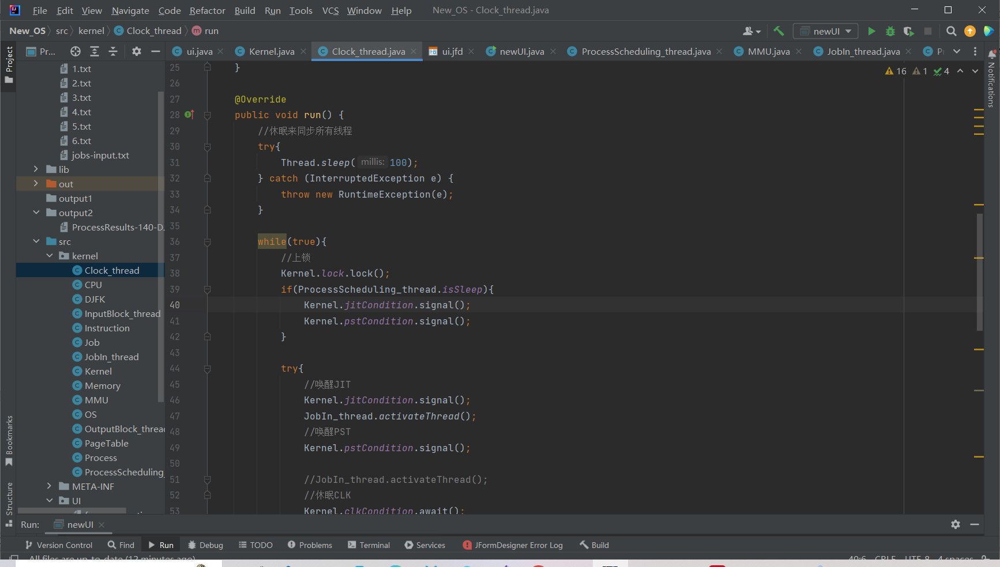 File Edit View Navigate Code Refactor Build Run Tools VCS Window Help New_OS - Clock_thread.java
New_OS src kernel Clock_thread run newUI
Project Pr... ui.java Kernel.java Clock_thread.java ui.jfd newUI.java ProcessScheduling_thread.java MMU.java JobIn_thread.java
Notifications
16 1 4
1.txt
2.txt
3.txt
4.txt
5.txt
6.txt
jobs-input.txt
lib
out
output1
output2
ProcessResults-140-DJ
src
kernel
Clock_thread
CPU
DJFK
InputBlock_thread
Instruction
Job
JobIn_thread
Kernel
Memory
MMU
OS
OutputBlock_threa
PageTable
Process
ProcessScheduling_
META-INF
UI
Bookmarks
Structure
25 }
26
27 @Override
28 public void run() {
29 //休眠来同步所有线程
30 try{
31 Thread.sleep( millis: 100);
32 } catch (InterruptedException e) {
33 throw new RuntimeException(e);
34 }
35
36 while(true){
37 //上锁
38 Kernel.lock.lock();
39 if(ProcessScheduling_thread.isSleep){
40 Kernel.jitCondition.signal();
41 Kernel.pstCondition.signal();
42 }
43
44 try{
45 //唤醒JIT
46 Kernel.jitCondition.signal();
47 JobIn_thread.activateThread();
48 //唤醒PST
49 Kernel.pstCondition.signal();
50
51 //JobIn_thread.activateThread();
52 //休眠CLK
53 Kernel.clkCondition.await();
Run: newUI
Version Control Find Run Debug TODO Problems Terminal Services JFormDesigner Error Log Build
All files are up-to-date (12 minutes ago) 40:6 CRLF UTF-8 4 spaces